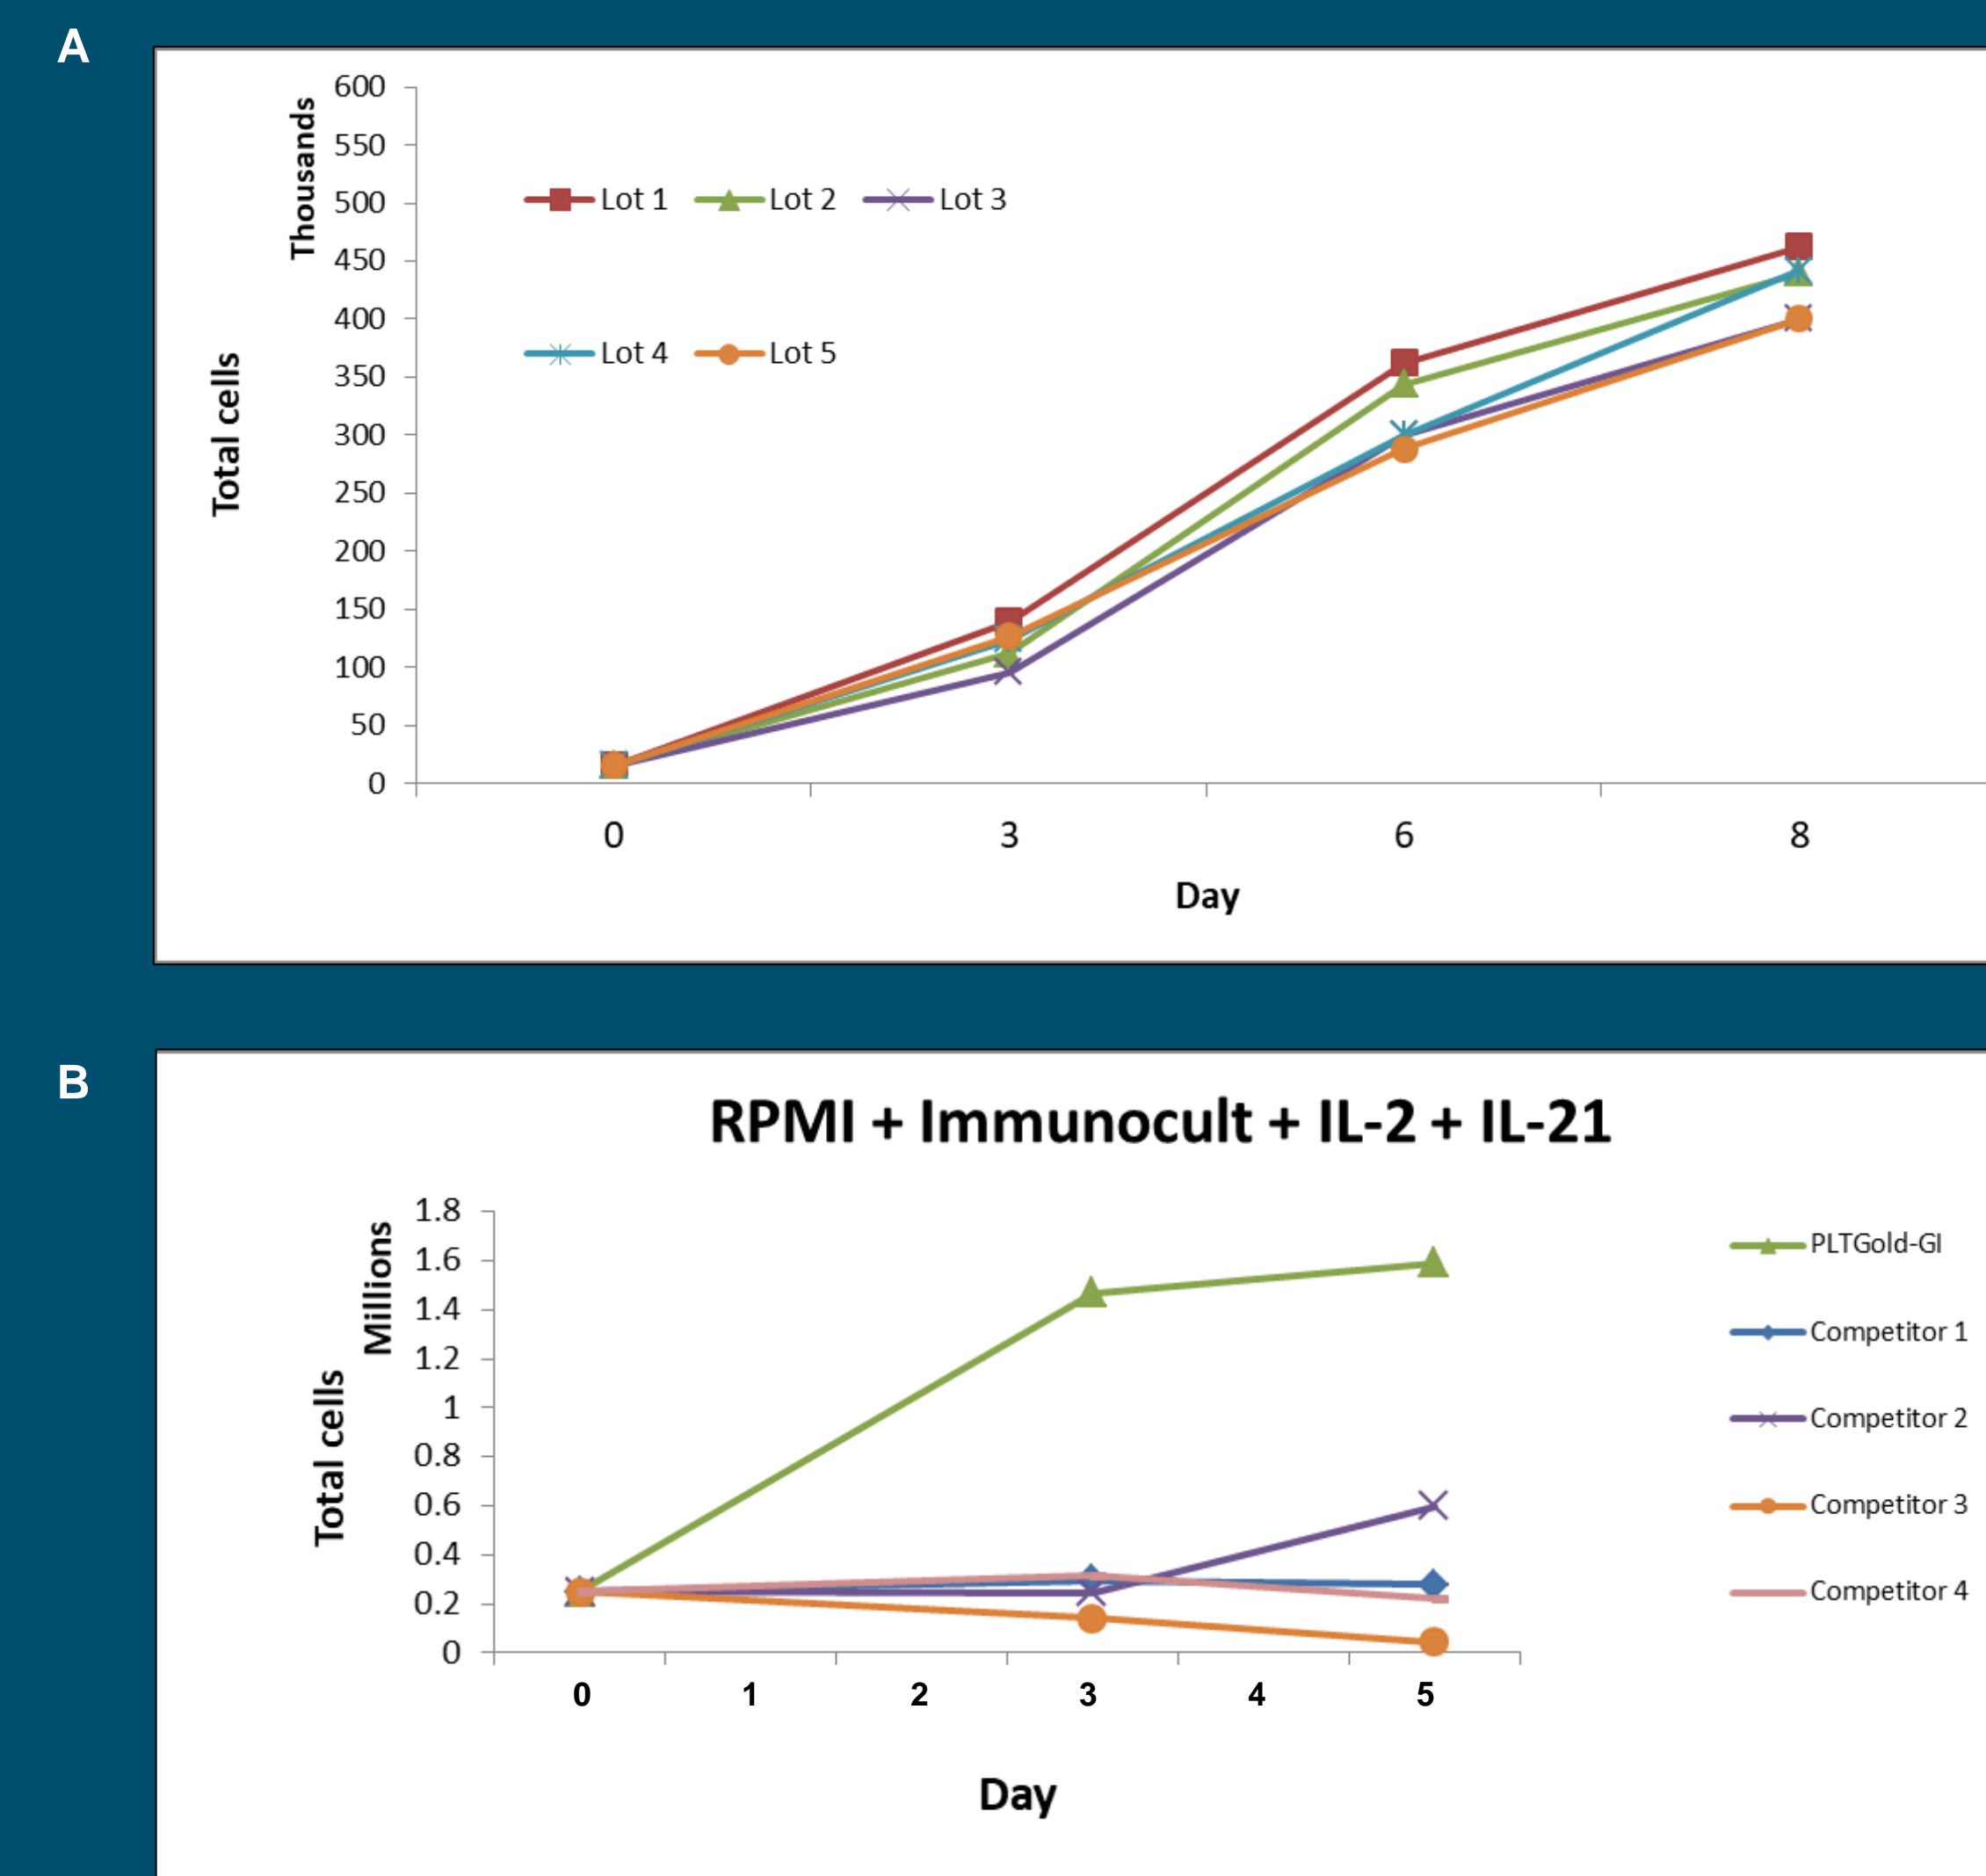 A
Thousands
Total cells
600
550
500
450
400
350
300
250
200
150
100
50
0
Lot 1 Lot 2 Lot 3
Lot 4 Lot 5
0 3 6 8
Day
B
RPMI + Immunocult + IL-2 + IL-21
Millions
Total cells
1.8
1.6
1.4
1.2
1
0.8
0.6
0.4
0.2
0
PLTGold-GI
Competitor 1
Competitor 2
Competitor 3
Competitor 4
0 1 2 3 4 5
Day